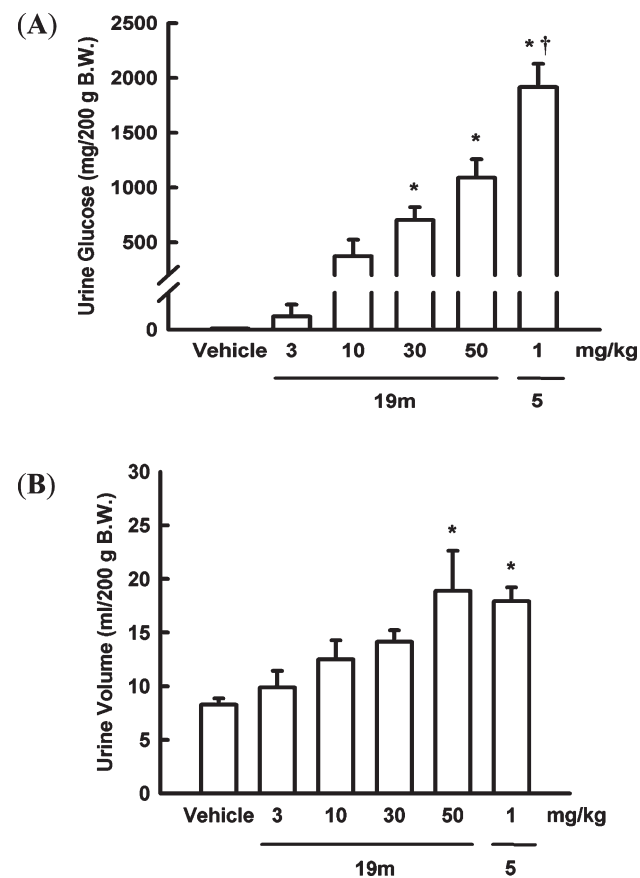 (A)
Urine Glucose (mg/200 g B.W.)
2500
2000
1500
1000
500
0
* * * †
Vehicle 3 10 30 50 1 mg/kg
19m 5
(B)
Urine Volume (ml/200 g B.W.)
30
25
20
15
10
5
0
* *
Vehicle 3 10 30 50 1 mg/kg
19m 5